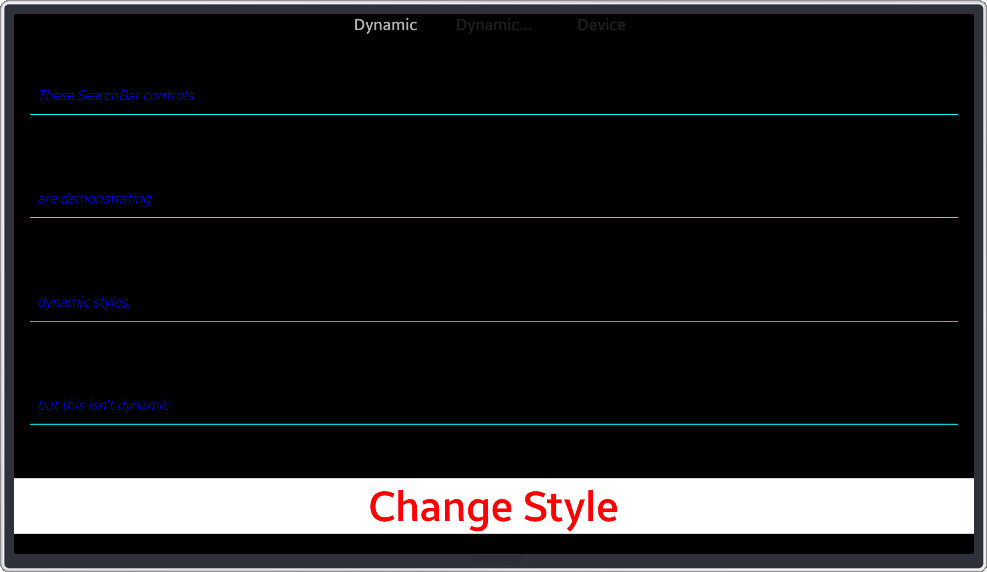 Dynamic Dynamic... Device
These SearchBar controls
are demonstrating
dynamic styles,
but this isn't dynamic
Change Style